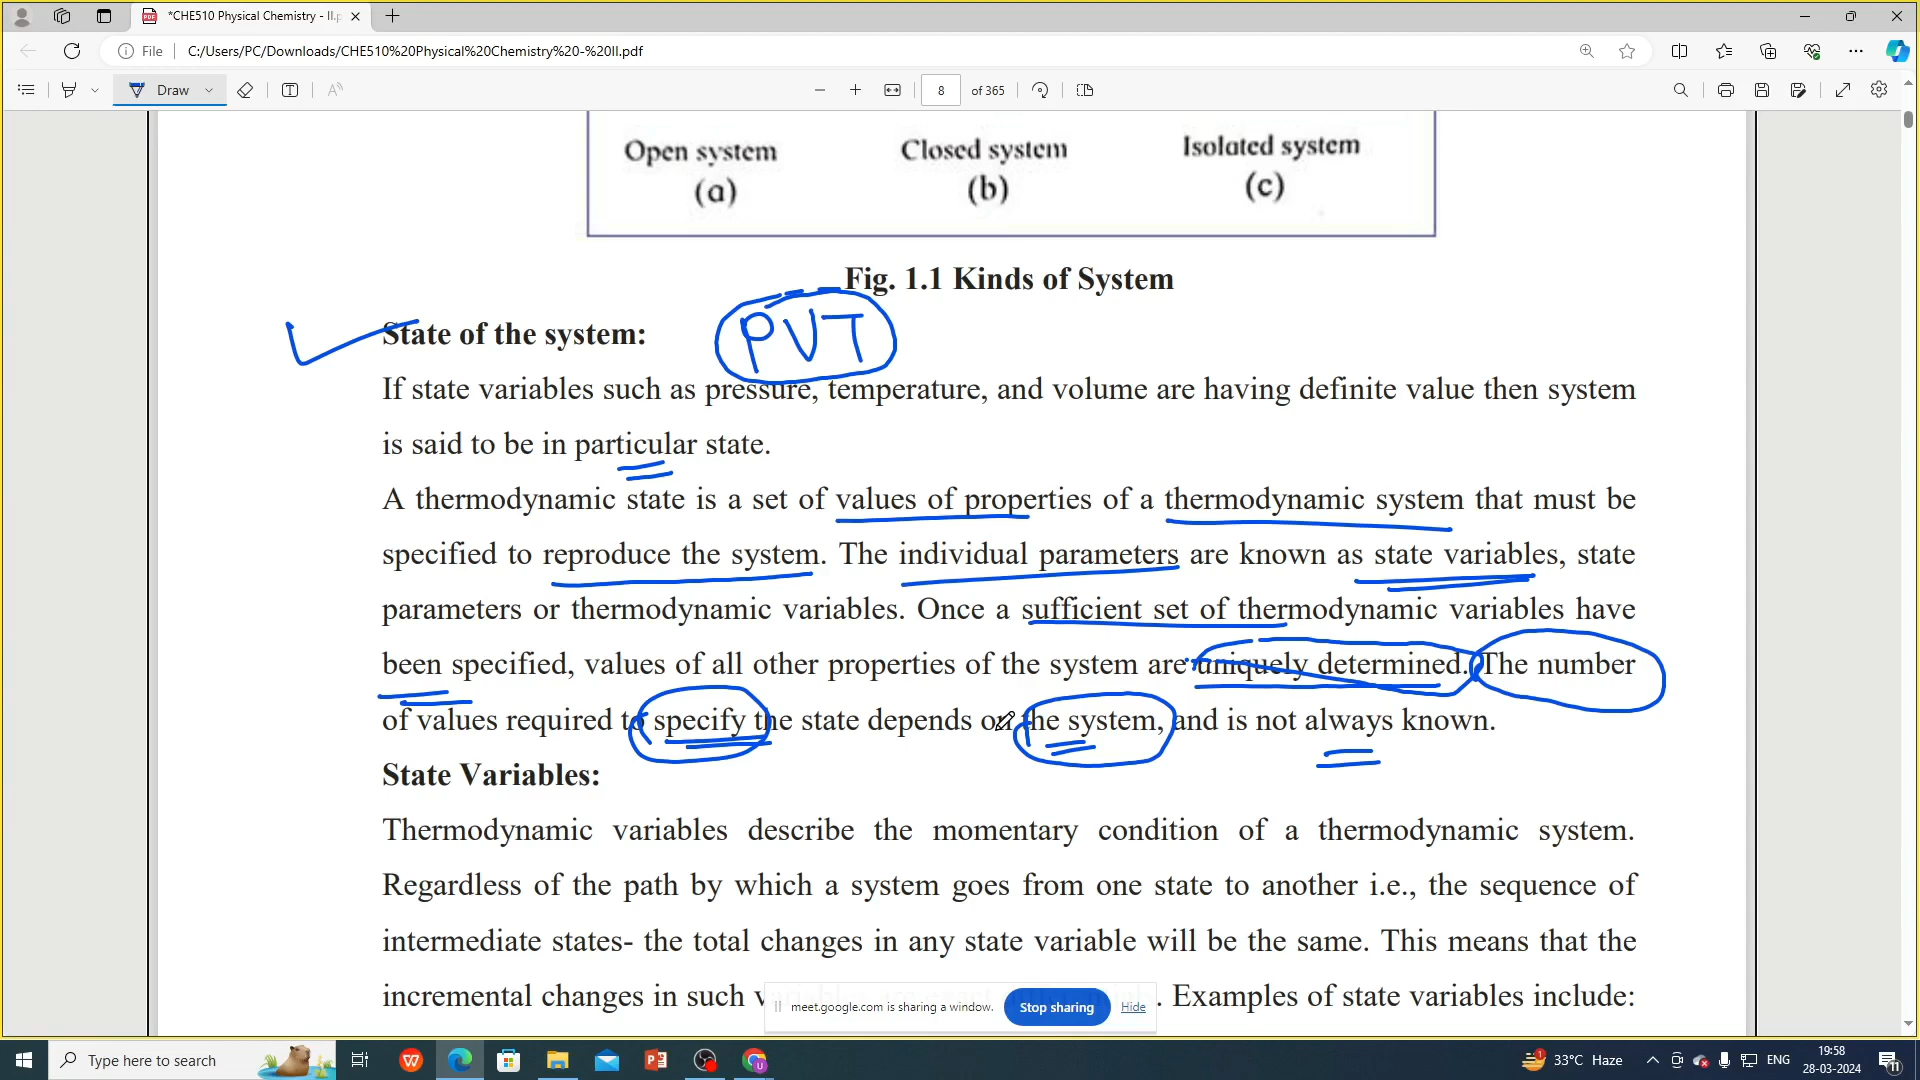 *CHE510 Physical Chemistry - II.p
File
C:/Users/PC/Downloads/CHE510%20Physical%20Chemistry%20-%20II.pdf
Draw
8
of 365
Open system
Closed system
Isolated system
(a)
(b)
(c)
Fig. 1.1 Kinds of System
State of the system:
PVT
If state variables such as pressure, temperature, and volume are having definite value then system
is said to be in particular state.
A thermodynamic state is a set of values of properties of a thermodynamic system that must be
specified to reproduce the system. The individual parameters are known as state variables, state
parameters or thermodynamic variables. Once a sufficient set of thermodynamic variables have
been specified, values of all other properties of the system are uniquely determined. The number
of values required to specify the state depends on the system, and is not always known.
State Variables:
Thermodynamic variables describe the momentary condition of a thermodynamic system.
Regardless of the path by which a system goes from one state to another i.e., the sequence of
intermediate states- the total changes in any state variable will be the same. This means that the
incremental changes in such . Examples of state variables include:
meet.google.com is sharing a window.
Stop sharing
Hide
Type here to search
33°C Haze
ENG
19:58
28-03-2024
11